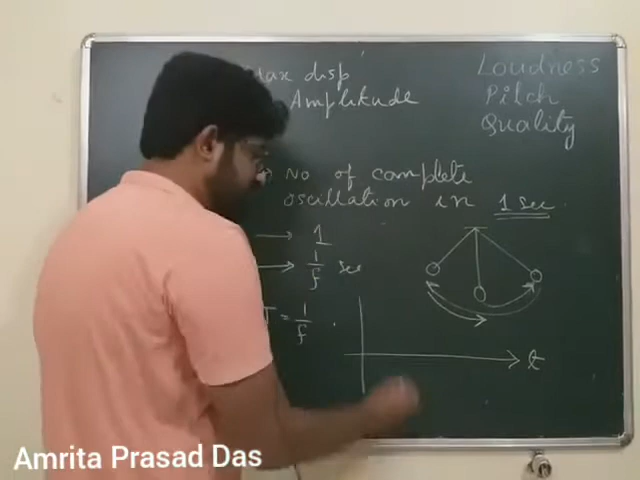 Max disp
Amplitude
Loudness
Pitch
Quality
No of complete
oscillation in 1 sec.
→ 1
→ 1/f sec
T = 1/f
t
Amrita Prasad Das